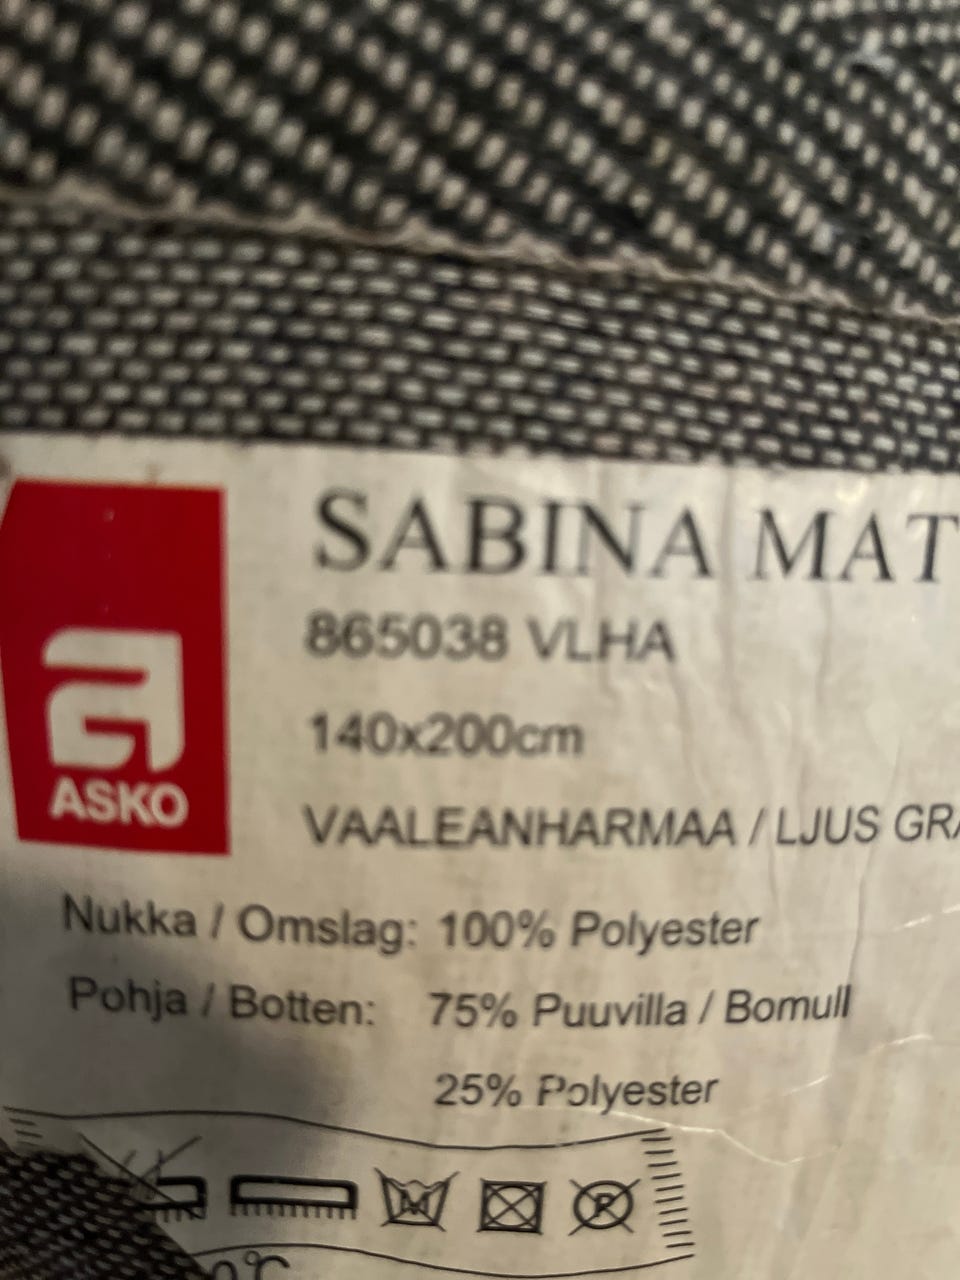 SABINA MAT
865038 VLHA
140x200cm
VAALEANHARMAA / LJUS
a
ASKO
Nukka / Omslag: 100% Polyester
Pohja / Botten: 75% Puuvilla / Bomull
25% Polyester
M
P